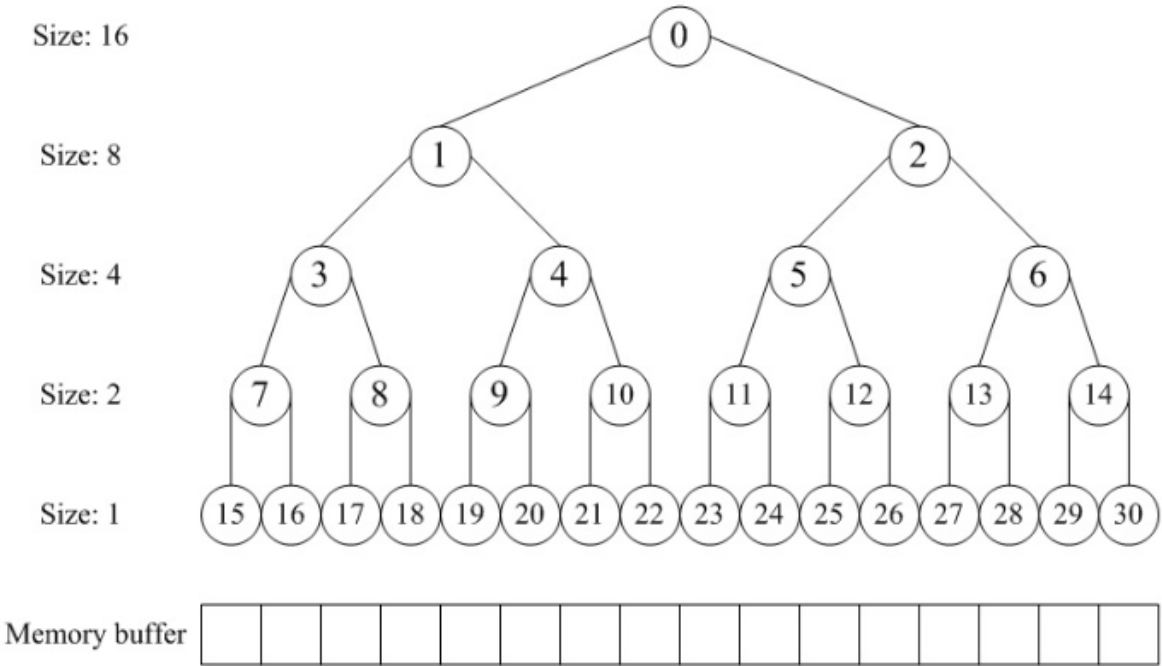 Size: 16 0
Size: 8 1 2
Size: 4 3 4 5 6
Size: 2 7 8 9 10 11 12 13 14
Size: 1 15 16 17 18 19 20 21 22 23 24 25 26 27 28 29 30
Memory buffer